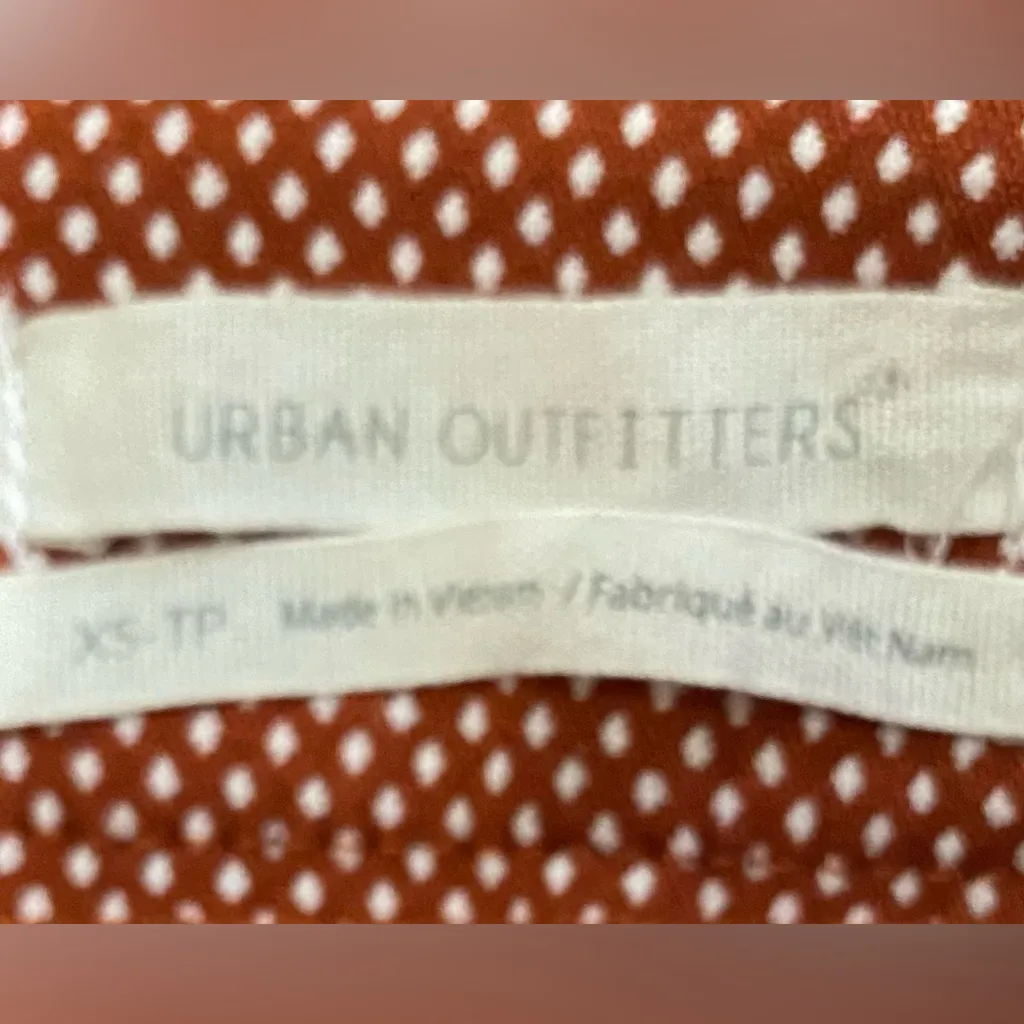 URBAN OUTFITTERS
XS-TP Made in Vietnam / Fabriqué au Viêt Nam